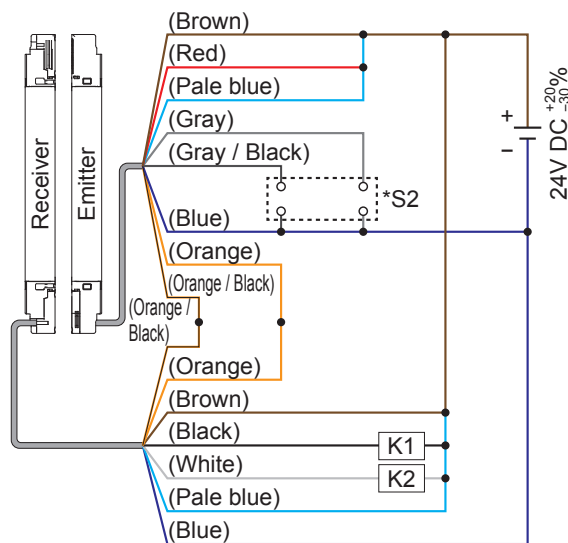 (Brown)
(Red)
(Pale blue)
(Gray)
(Gray / Black)
*S2
(Blue)
(Orange)
(Orange / Black)
(Orange /
Black)
(Orange)
(Brown)
(Black)
K1
(White)
K2
(Pale blue)
(Blue)
Receiver
Emitter
+
−
24V DC +20 −30 %